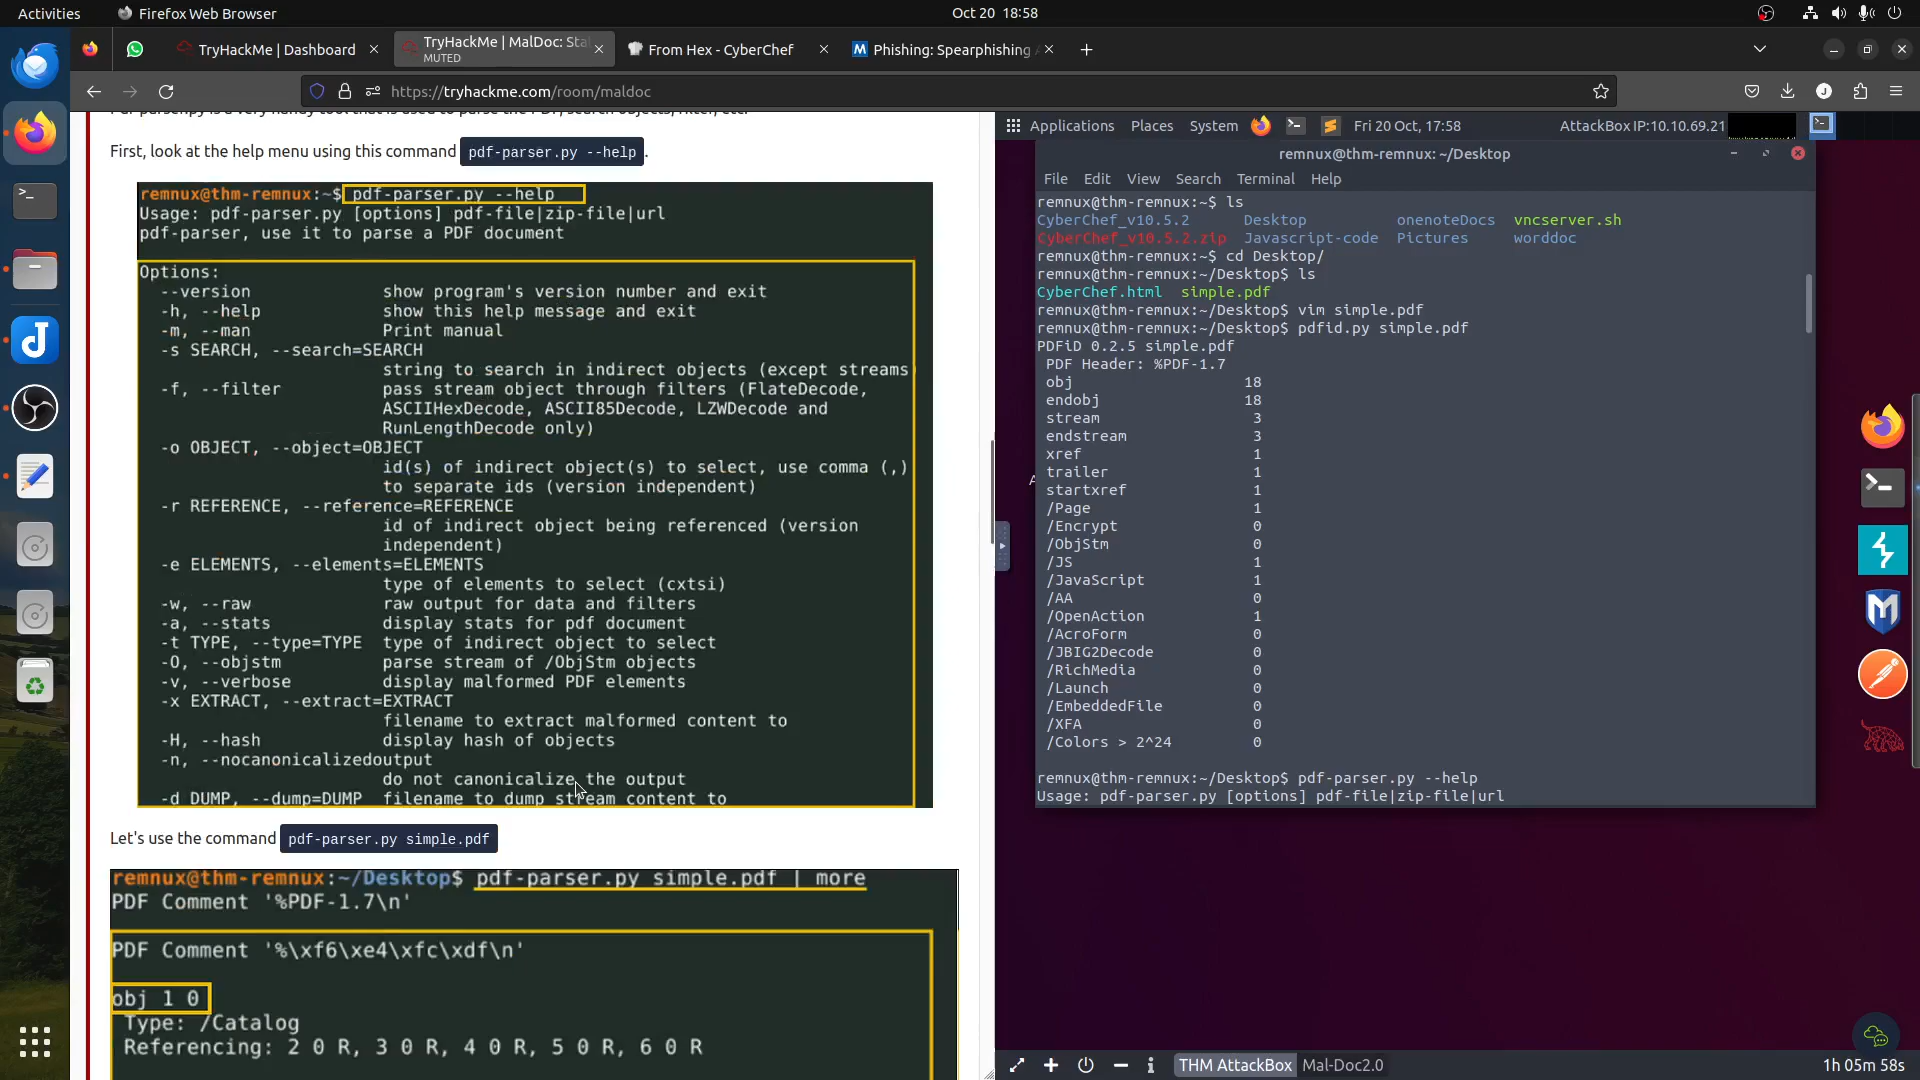 Activities
Firefox Web Browser
Oct 20 18:58
TryHackMe | Dashboard
TryHackMe | MalDoc: Sta
MUTED
From Hex - CyberChef
Phishing: Spearphishing
https://tryhackme.com/room/maldoc
First, look at the help menu using this command pdf-parser.py --help.
remnux@thm-remnux:~$ pdf-parser.py --help
Usage: pdf-parser.py [options] pdf-file|zip-file|url
pdf-parser, use it to parse a PDF document
Options:
--version show program's version number and exit
-h, --help show this help message and exit
-m, --man Print manual
-s SEARCH, --search=SEARCH
string to search in indirect objects (except streams)
-f, --filter pass stream object through filters (FlateDecode,
ASCIIHexDecode, ASCII85Decode, LZWDecode and
RunLengthDecode only)
-o OBJECT, --object=OBJECT
id(s) of indirect object(s) to select, use comma (,)
to separate ids (version independent)
-r REFERENCE, --reference=REFERENCE
id of indirect object being referenced (version
independent)
-e ELEMENTS, --elements=ELEMENTS
type of elements to select (cxtsi)
-w, --raw raw output for data and filters
-a, --stats display stats for pdf document
-t TYPE, --type=TYPE type of indirect object to select
-O, --objstm parse stream of /ObjStm objects
-v, --verbose display malformed PDF elements
-x EXTRACT, --extract=EXTRACT
filename to extract malformed content to
-H, --hash display hash of objects
-n, --nocanonicalizedoutput
do not canonicalize the output
-d DUMP, --dump=DUMP filename to dump stream content to
Let's use the command pdf-parser.py simple.pdf
remnux@thm-remnux:~/Desktop$ pdf-parser.py simple.pdf | more
PDF Comment '%PDF-1.7\n'
PDF Comment '%\xf6\xe4\xfc\xdf\n'
obj 1 0
Type: /Catalog
Referencing: 2 0 R, 3 0 R, 4 0 R, 5 0 R, 6 0 R
Applications Places System Fri 20 Oct, 17:58 AttackBox IP:10.10.69.21
remnux@thm-remnux: ~/Desktop
File Edit View Search Terminal Help
remnux@thm-remnux:~$ ls
CyberChef_v10.5.2 Desktop onenoteDocs vncserver.sh
CyberChef_v10.5.2.zip Javascript-code Pictures worddoc
remnux@thm-remnux:~$ cd Desktop/
remnux@thm-remnux:~/Desktop$ ls
CyberChef.html simple.pdf
remnux@thm-remnux:~/Desktop$ vim simple.pdf
remnux@thm-remnux:~/Desktop$ pdfid.py simple.pdf
PDFiD 0.2.5 simple.pdf
PDF Header: %PDF-1.7
obj 18
endobj 18
stream 3
endstream 3
xref 1
trailer 1
startxref 1
/Page 1
/Encrypt 0
/ObjStm 0
/JS 1
/JavaScript 1
/AA 0
/OpenAction 1
/AcroForm 0
/JBIG2Decode 0
/RichMedia 0
/Launch 0
/EmbeddedFile 0
/XFA 0
/Colors > 2^24 0
remnux@thm-remnux:~/Desktop$ pdf-parser.py --help
Usage: pdf-parser.py [options] pdf-file|zip-file|url
THM AttackBox Mal-Doc2.0 1h 05m 58s